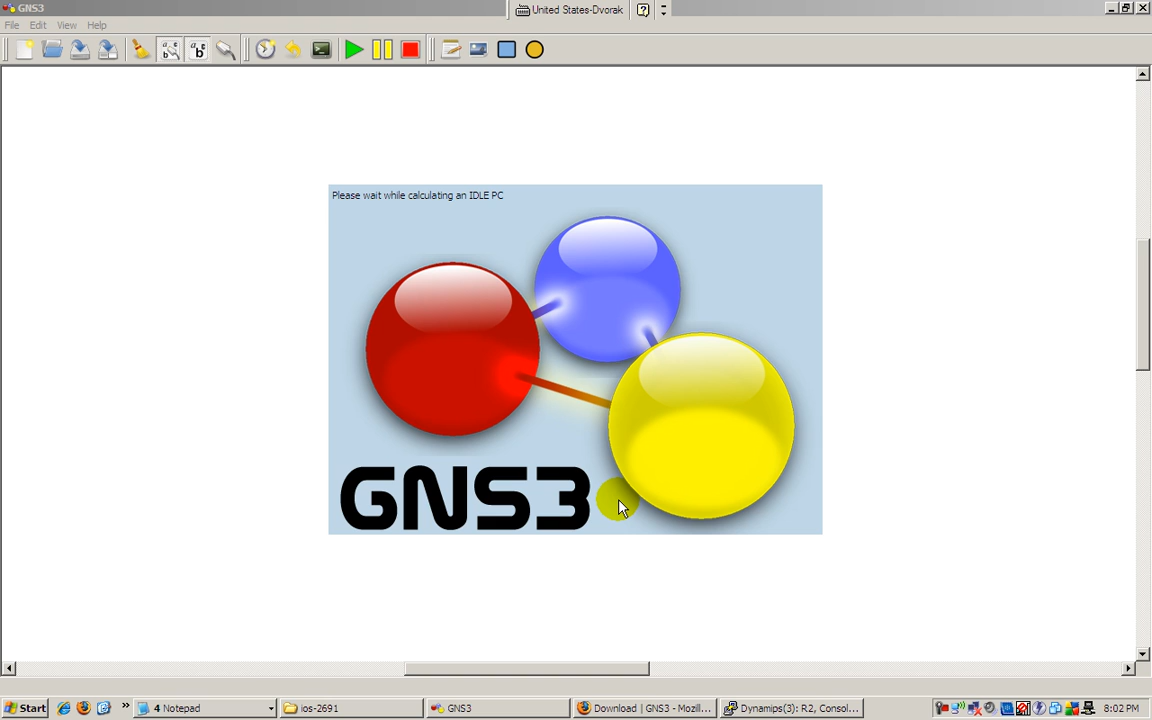 GNS3
United States-Dvorak
File Edit View Help
Please wait while calculating an IDLE PC
GNS3
Start
4 Notepad
ios-2691
GNS3
Download | GNS3 - Mozill...
Dynamips(3): R2, Consol...
8:02 PM